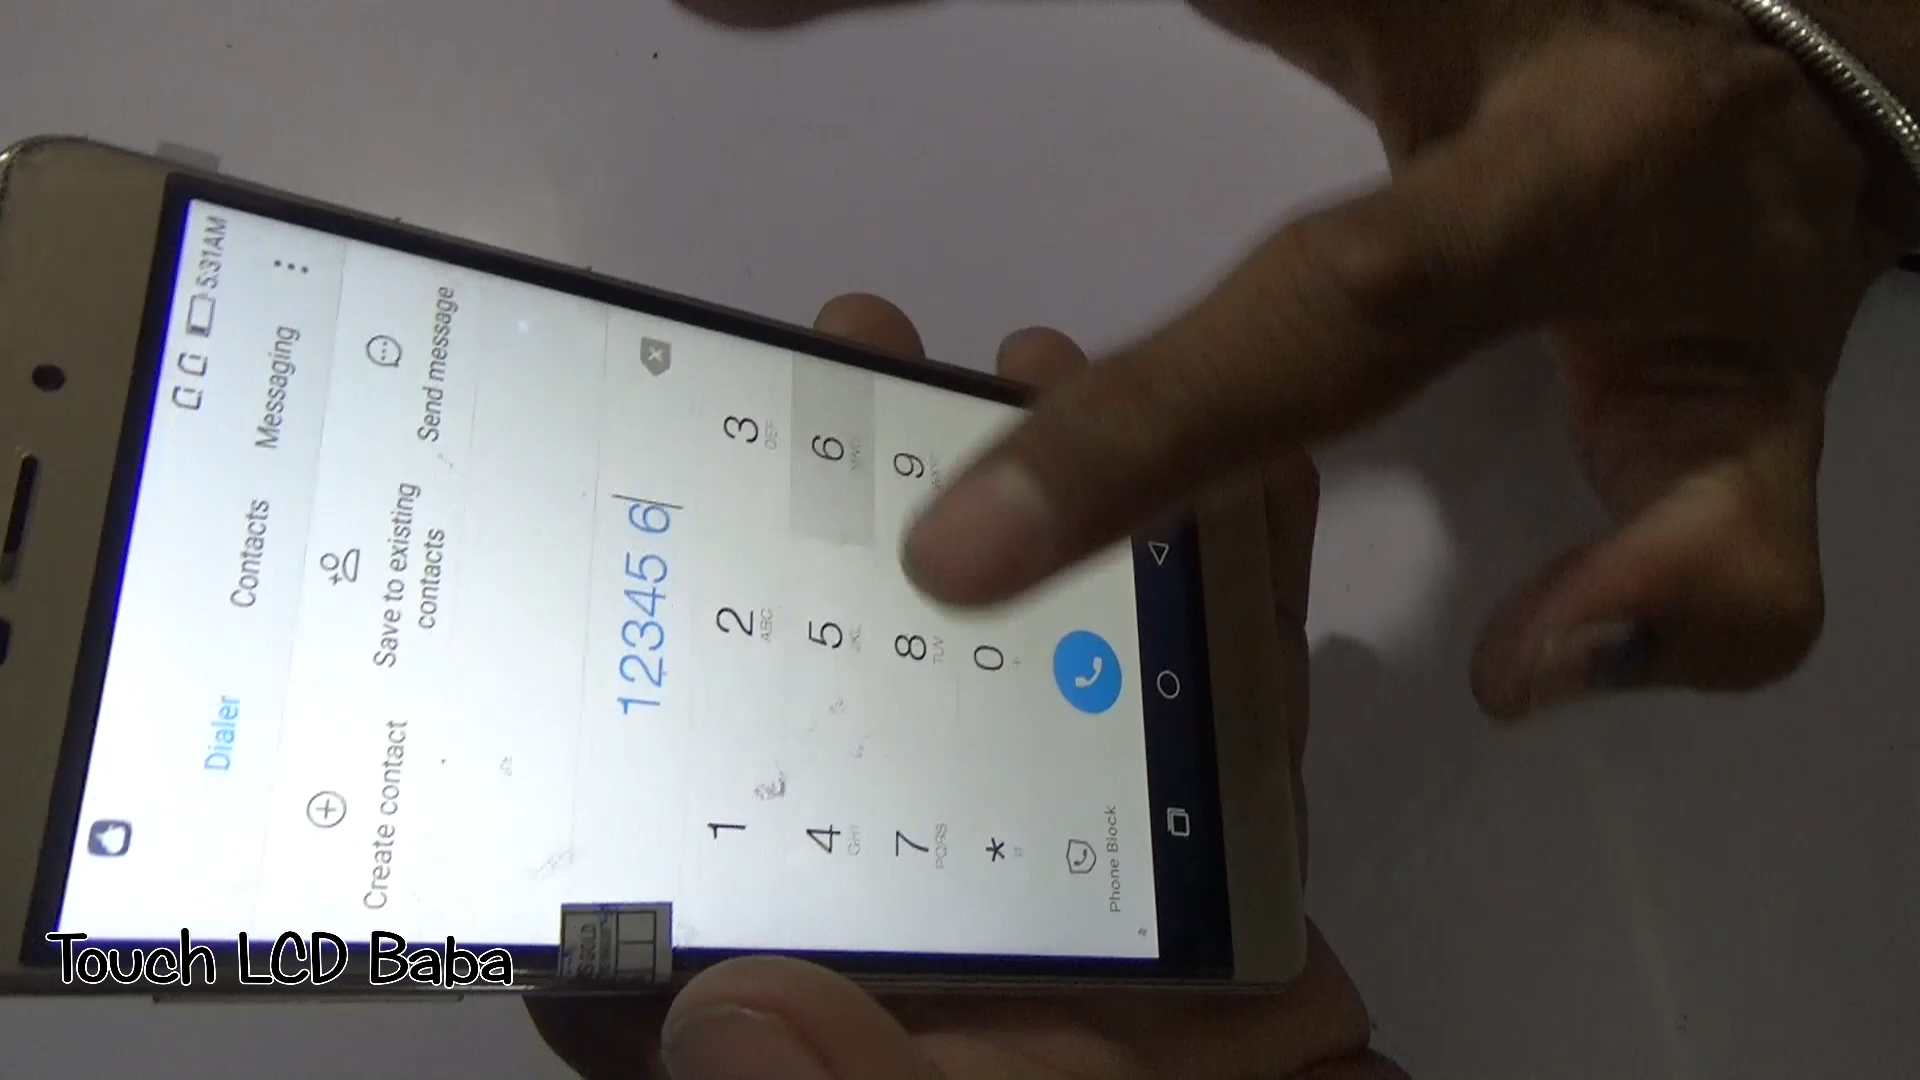 5:31AM
Dialer
Contacts
Messaging
Create contact
Save to existing
contacts
Send message
12345 6
1
2
ABC
3
DEF
4
GHI
5
JKL
6
MNO
7
PQRS
8
TUV
9
*
0
+
Phone Block
Touch LCD Baba